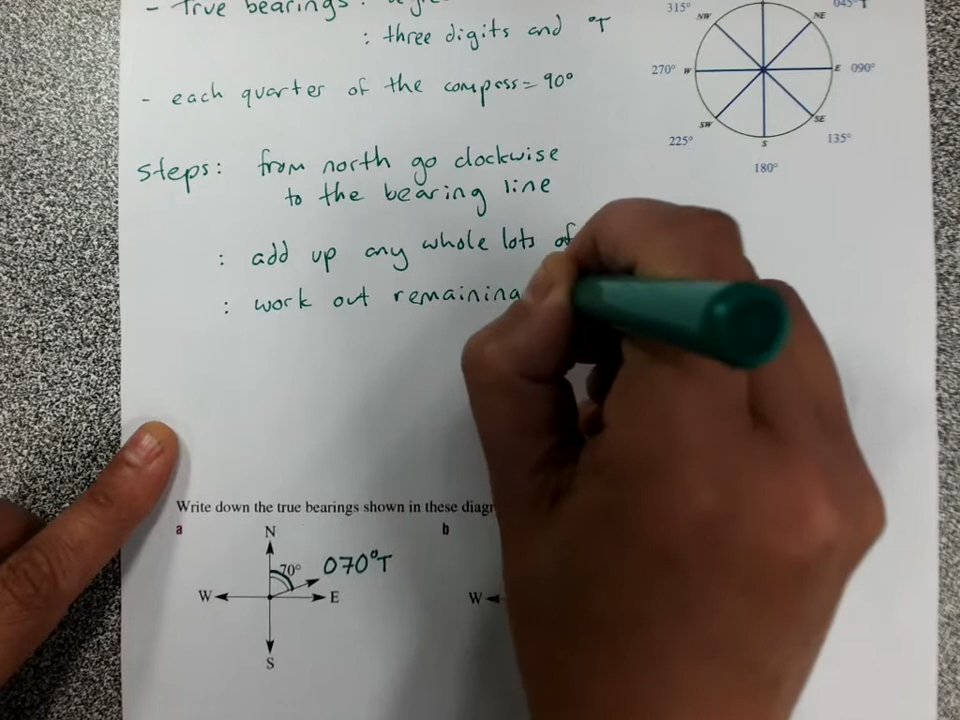 - True bearings :
: three digits and °T
- each quarter of the compass = 90°
steps: from north go clockwise
to the bearing line
: add up any whole lots of
: work out remaining
315°
NW
NE
045°T
270° W
E 090°
SW
SE
225°
S
135°
180°
Write down the true bearings shown in these
a
b
N
70°
070°T
W
E
S
W